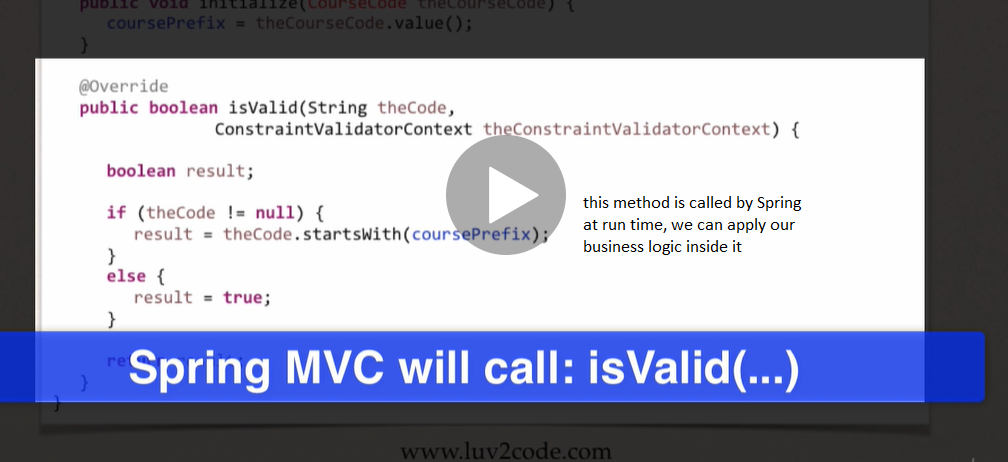 public void initialize(CourseCode theCourseCode) {
coursePrefix = theCourseCode.value();
}
@Override
public boolean isValid(String theCode,
ConstraintValidatorContext theConstraintValidatorContext) {
boolean result;
if (theCode != null) {
result = theCode.startsWith(coursePrefix);
}
else {
result = true;
}
this method is called by Spring
at run time, we can apply our
business logic inside it
Spring MVC will call: isValid(...)
}
}
www.luv2code.com